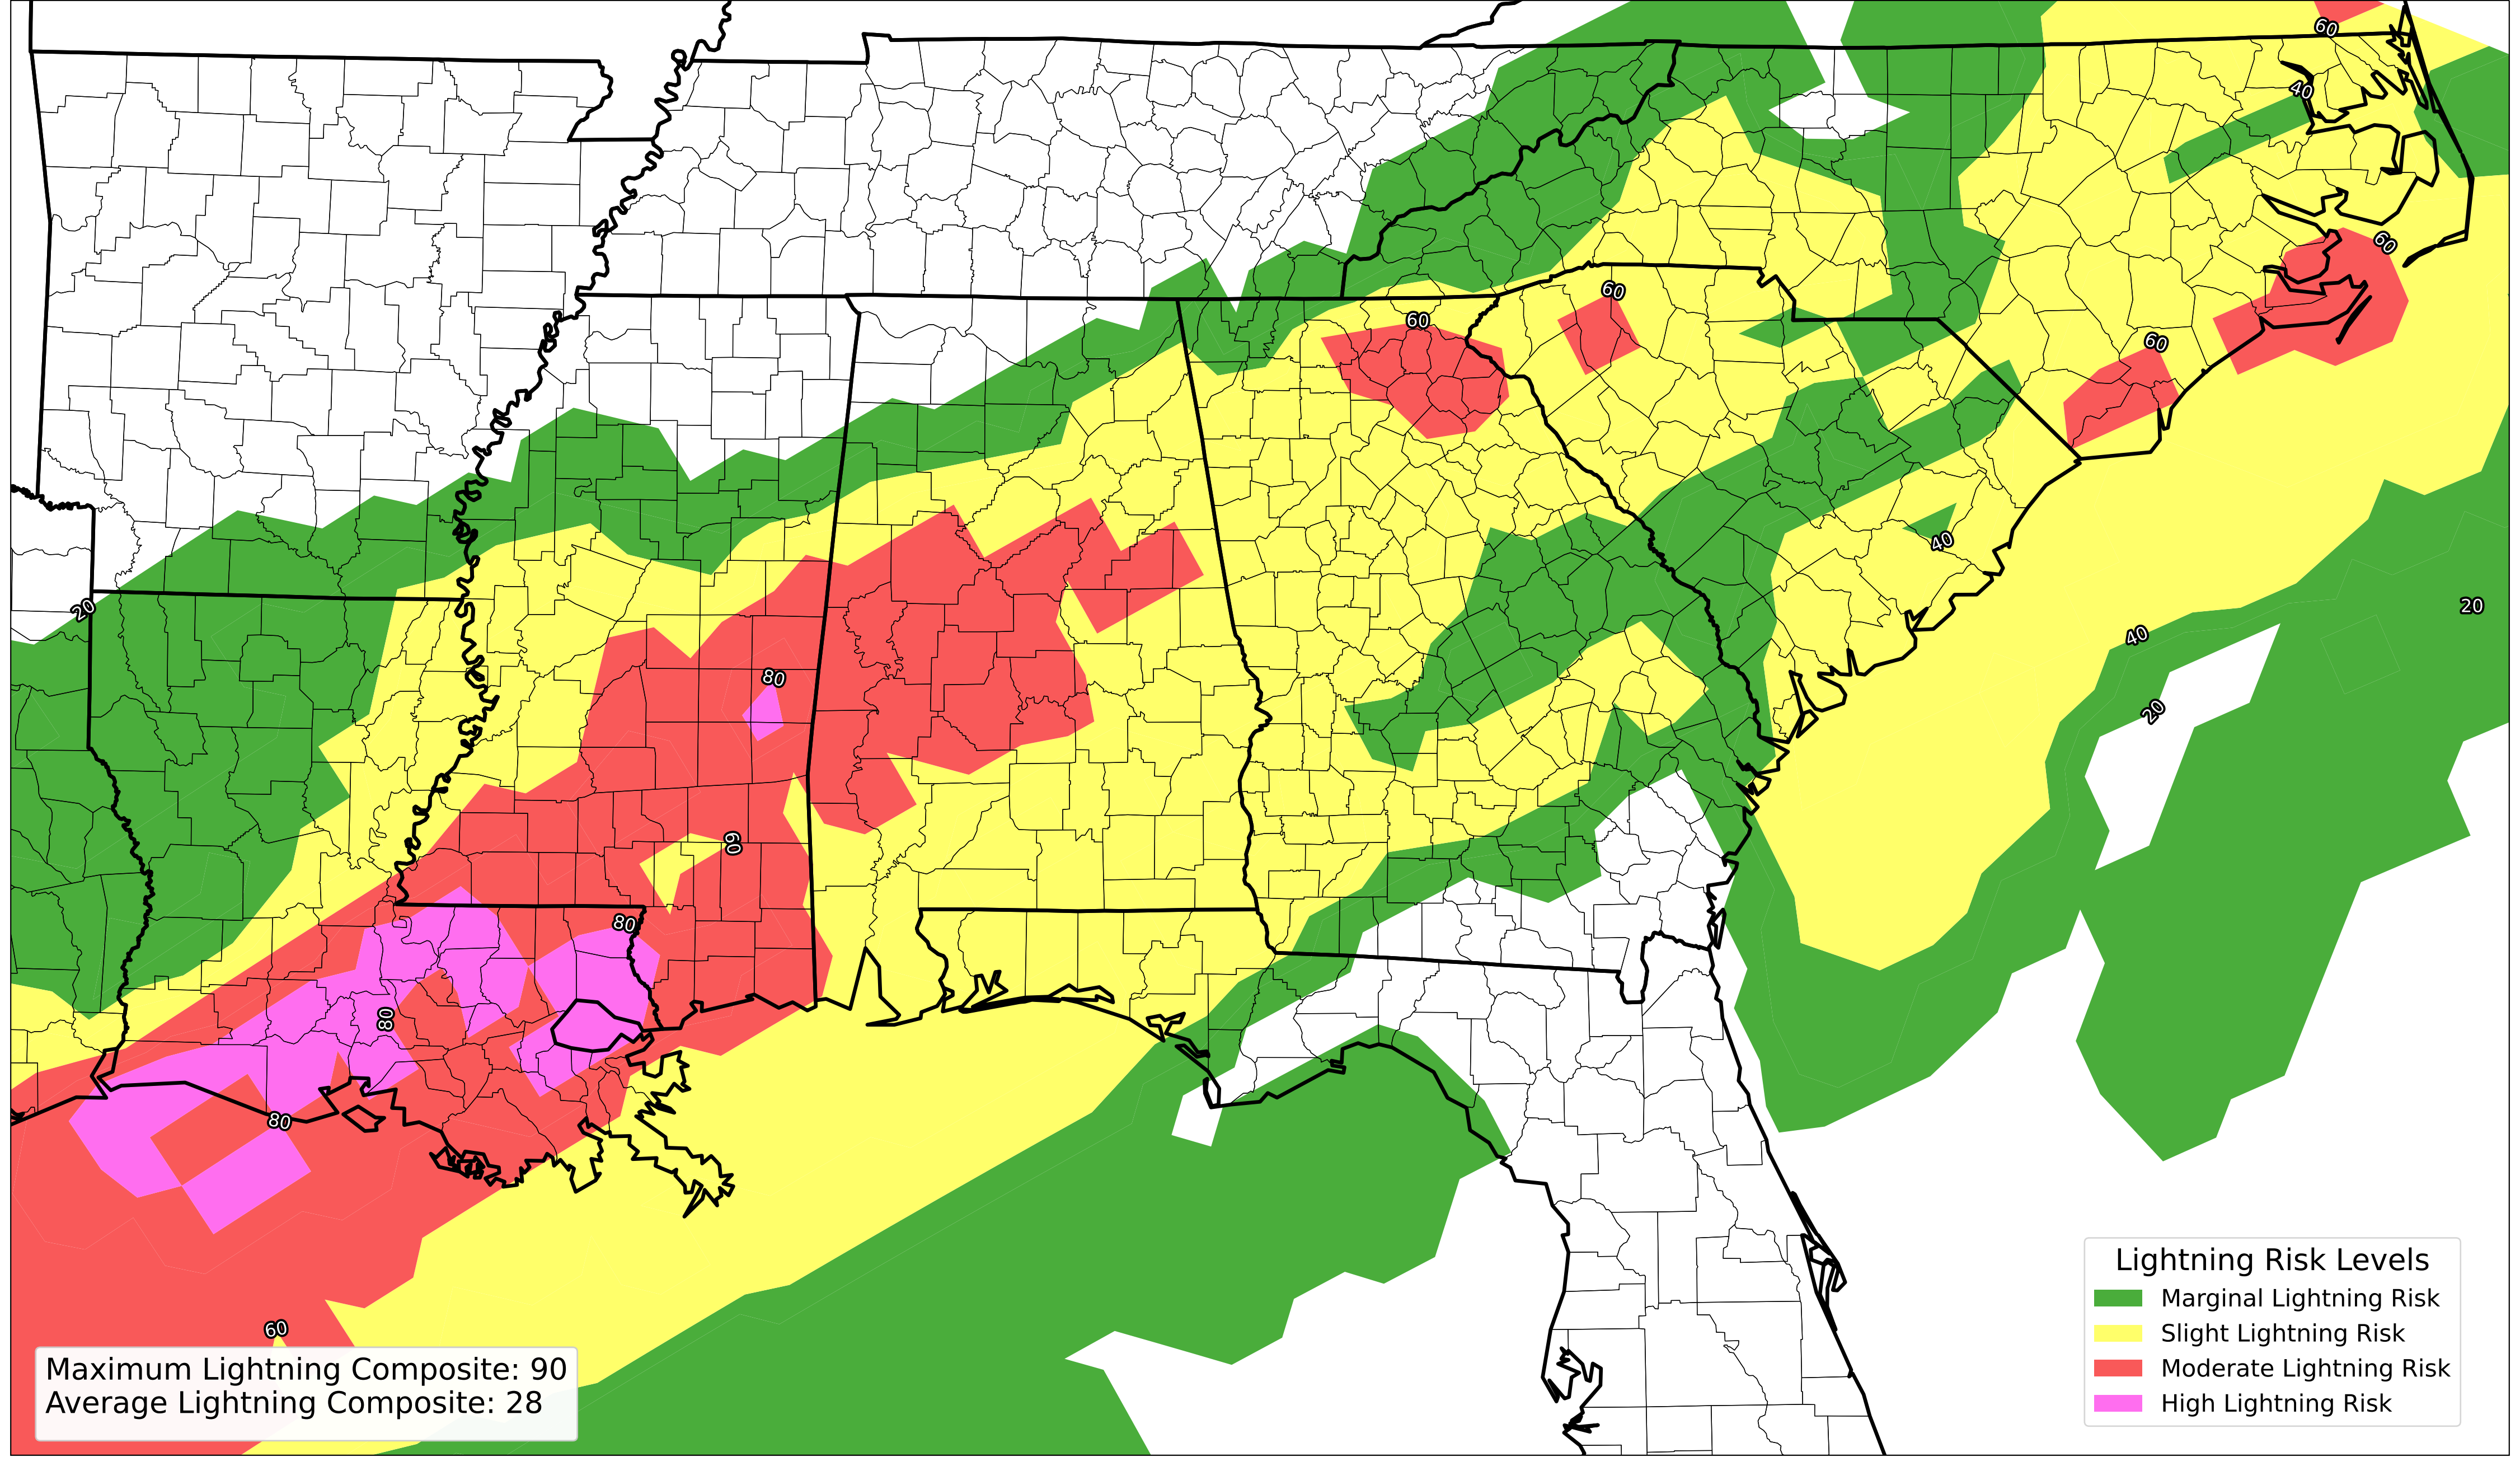 60
40
60
60
60
60
20
40
20
40
80
20
60
80
80
80
60
Lightning Risk Levels
Marginal Lightning Risk
Slight Lightning Risk
Moderate Lightning Risk
High Lightning Risk
Maximum Lightning Composite: 90
Average Lightning Composite: 28